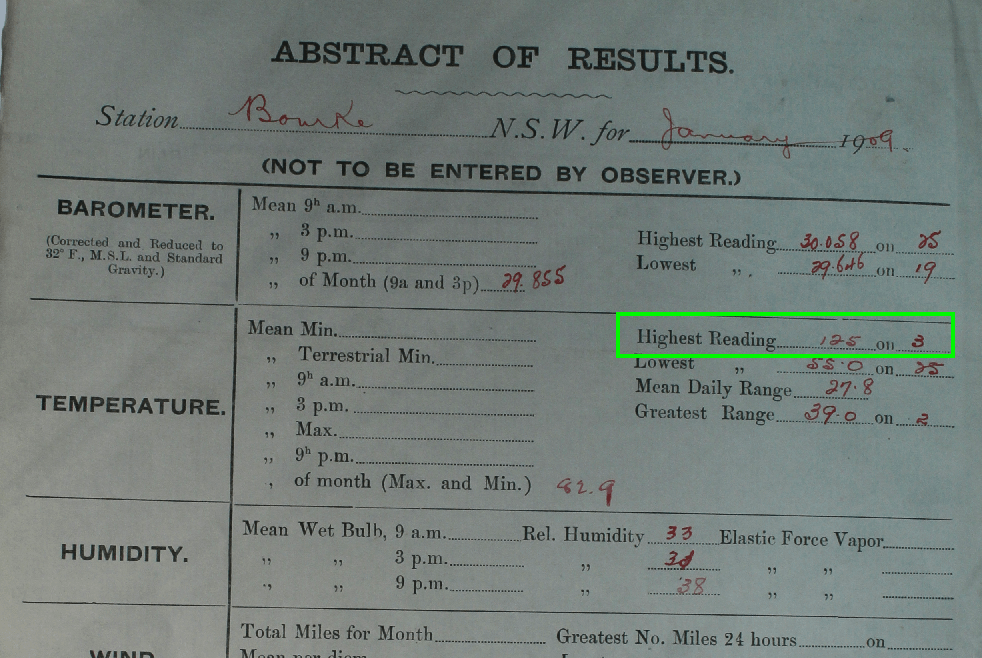 ABSTRACT OF RESULTS.
Station Bourke N.S.W. for January 1909.
(NOT TO BE ENTERED BY OBSERVER.)
BAROMETER.
(Corrected and Reduced to
32° F., M.S.L. and Standard
Gravity.)
Mean 9h a.m.
„ 3 p.m.
„ 9 p.m.
„ of Month (9a and 3p) 29.855
Highest Reading 30.058 on 25
Lowest „ 29.646 on 19
TEMPERATURE.
Mean Min.
„ Terrestrial Min.
„ 9h a.m.
„ 3 p.m.
„ Max.
„ 9h p.m.
, of month (Max. and Min.) 82.9
Highest Reading 125 on 3
Lowest „ 55.0 on 25
Mean Daily Range 27.8
Greatest Range 39.0 on 2
HUMIDITY.
Mean Wet Bulb, 9 a.m. Rel. Humidity 33 Elastic Force Vapor
„ „ 3 p.m. „ „ „
„ „ 9 p.m. „ 38 „ „
WIND
Total Miles for Month Greatest No. Miles 24 hours on
Mean per diem